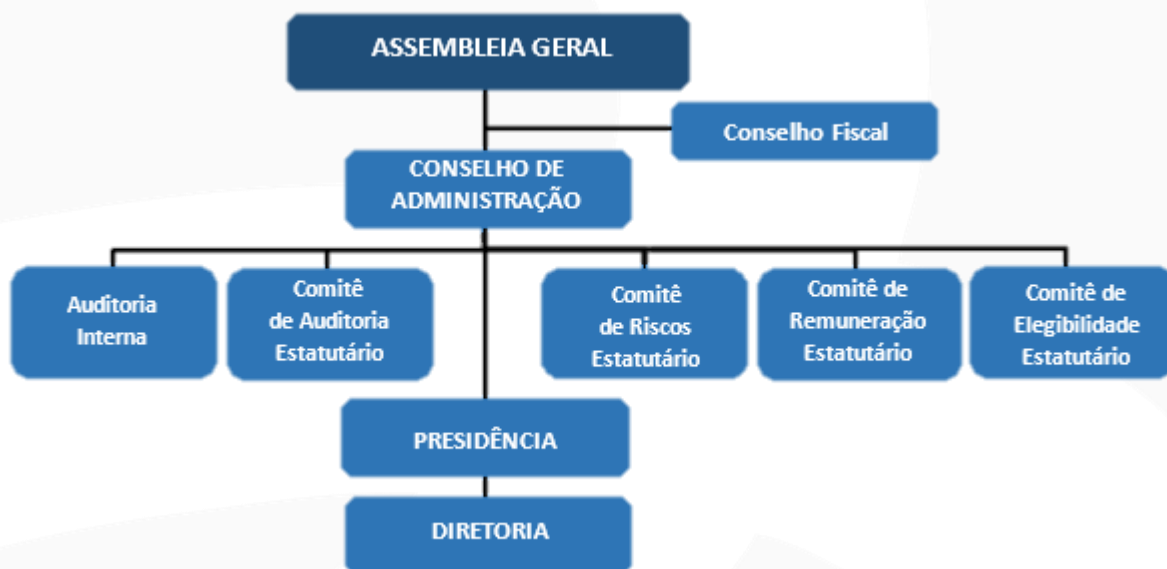 ASSEMBLEIA GERAL
Conselho Fiscal
CONSELHO DE
ADMINISTRAÇÃO
Auditoria
Interna
Comitê
de Auditoria
Estatutário
Comitê
de Riscos
Estatutário
Comitê de
Remuneração
Estatutário
Comitê de
Elegibilidade
Estatutário
PRESIDÊNCIA
DIRETORIA